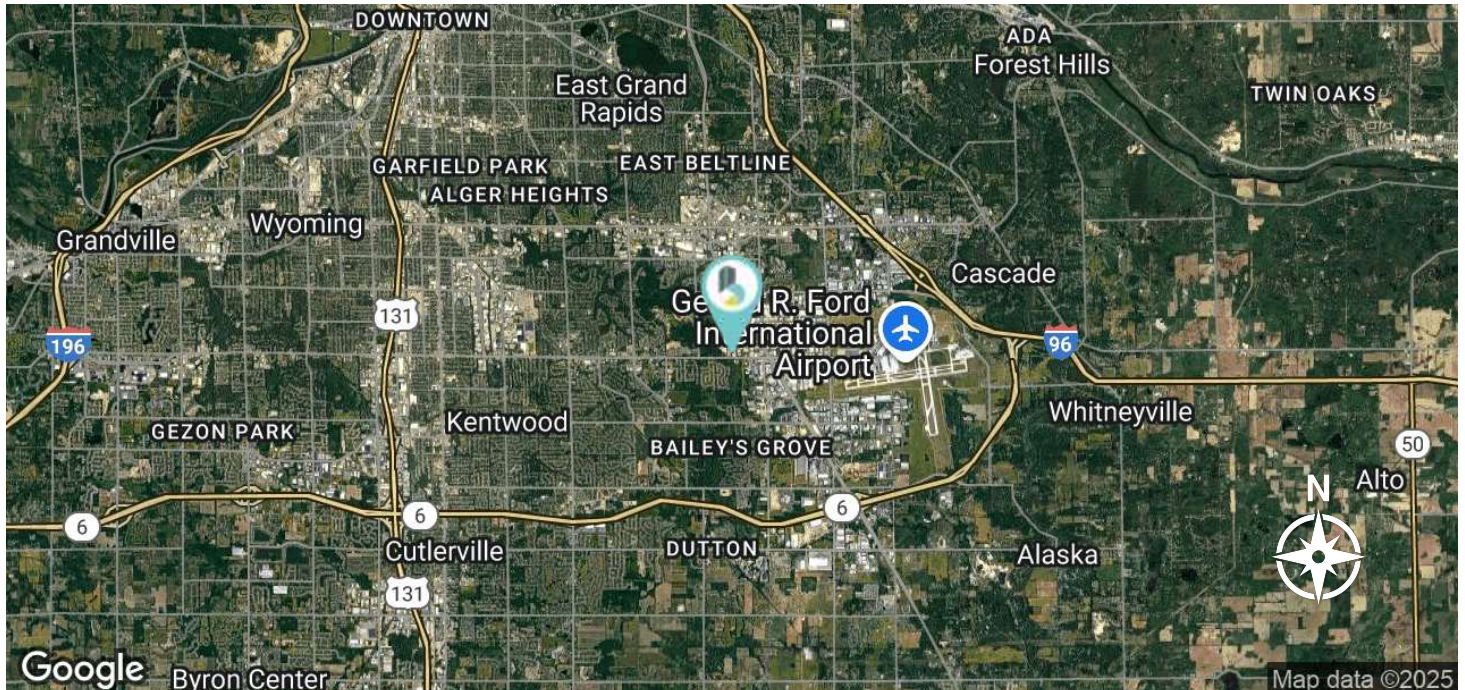 DOWNTOWN
ADA
Forest Hills
East Grand
Rapids
TWIN OAKS
GARFIELD PARK
EAST BELTLINE
ALGER HEIGHTS
Wyoming
Grandville
Cascade
R. Ford
International
Airport
131
196
96
Whitneyville
Kentwood
GEZON PARK
BAILEY'S GROVE
50
Alto
N
6
6
6
Cutlerville
DUTTON
Alaska
131
Google
Byron Center
Map data ©2025